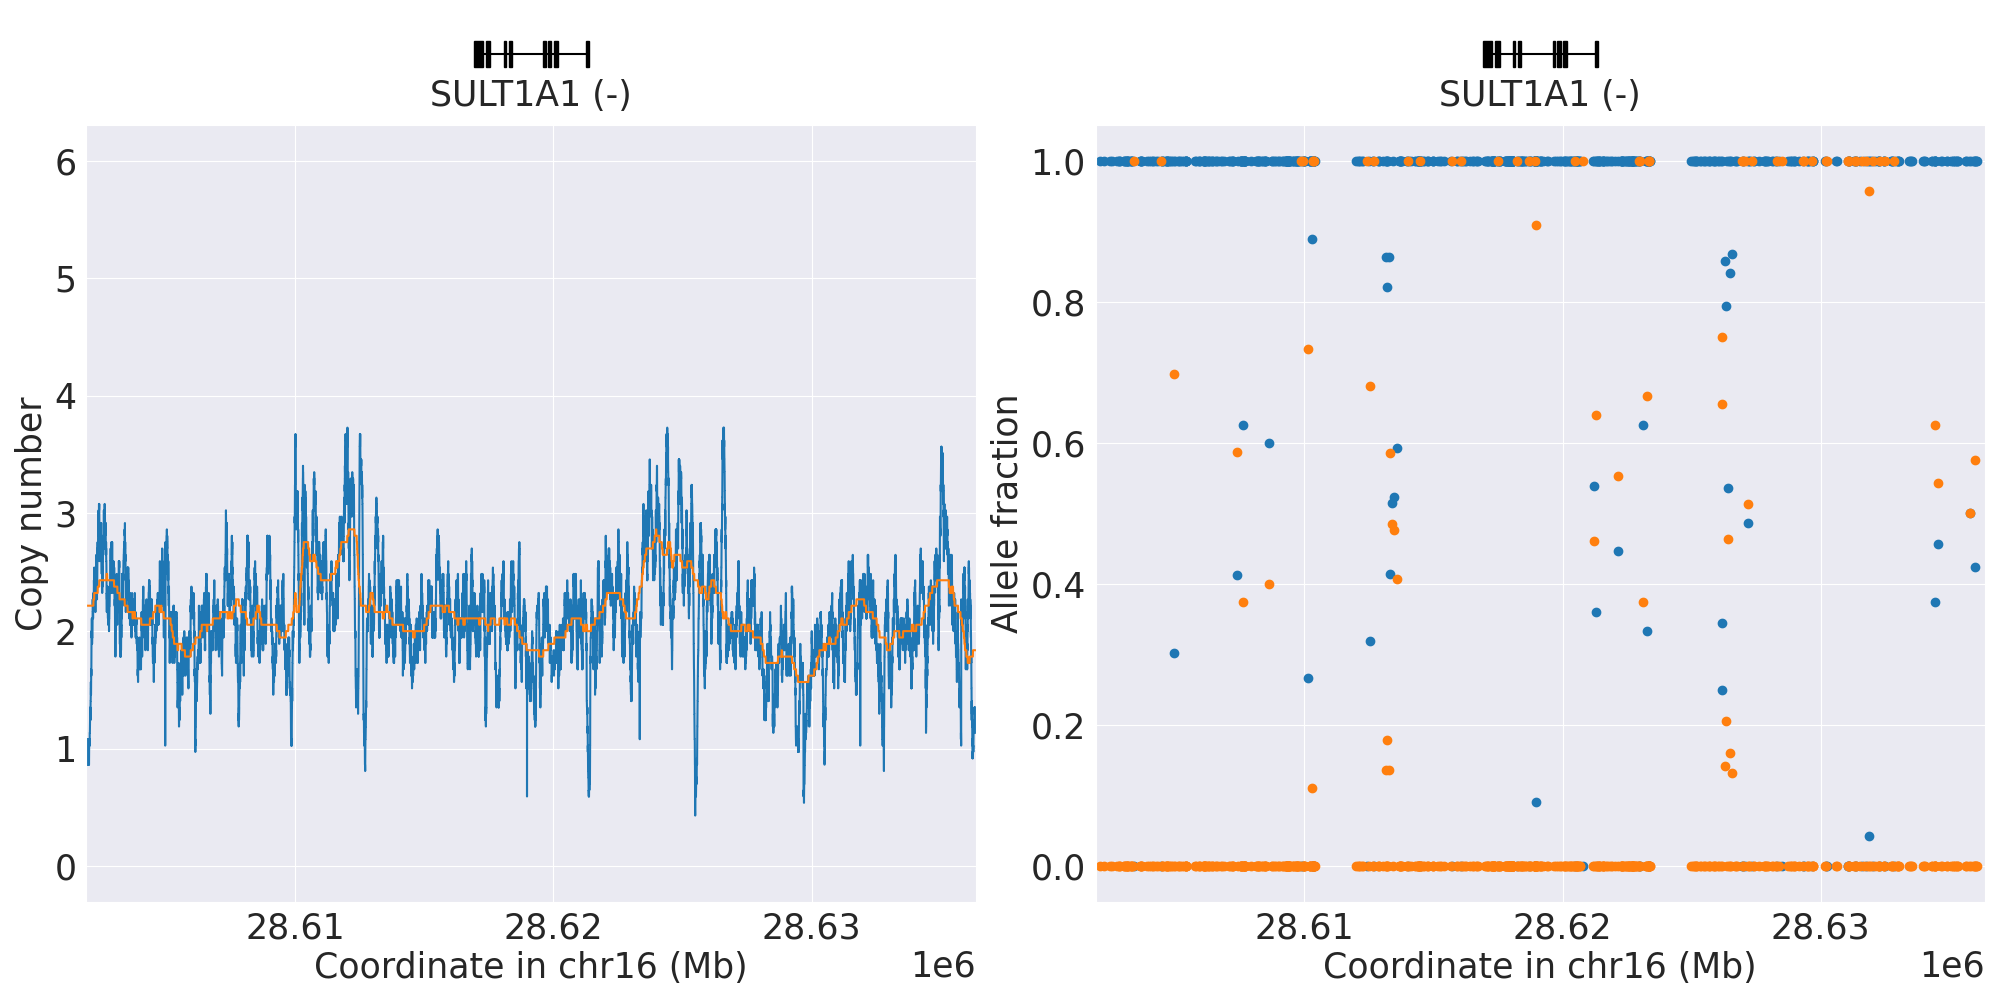 SULT1A1 (-)
6
5
4
3
2
1
0
Copy number
28.61
28.62
28.63
Coordinate in chr16 (Mb)
1e6
SULT1A1 (-)
1.0
0.8
0.6
0.4
0.2
0.0
Allele fraction
28.61
28.62
28.63
Coordinate in chr16 (Mb)
1e6